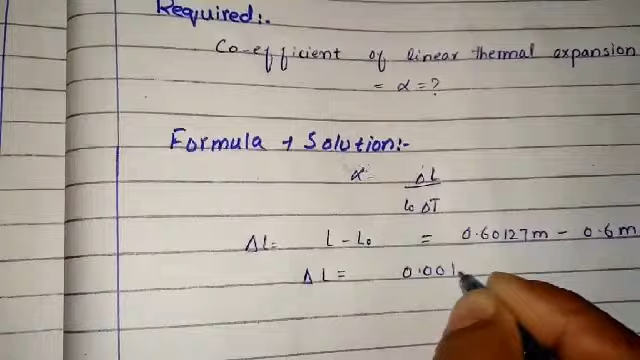 Required:.
Co-efficient of linear thermal expansion
= α = ?
Formula + Solution:-
α = ΔL
L₀ ΔT
ΔL = L - L₀ = 0.60127m - 0.6m
ΔL = 0.001